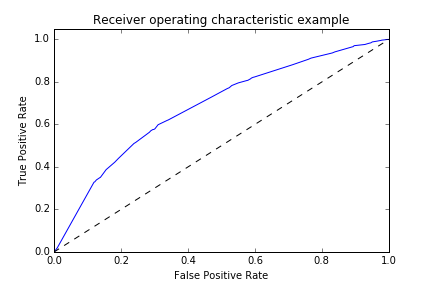 Receiver operating characteristic example
True Positive Rate
1.0
0.8
0.6
0.4
0.2
0.0
0.0 0.2 0.4 0.6 0.8 1.0
False Positive Rate